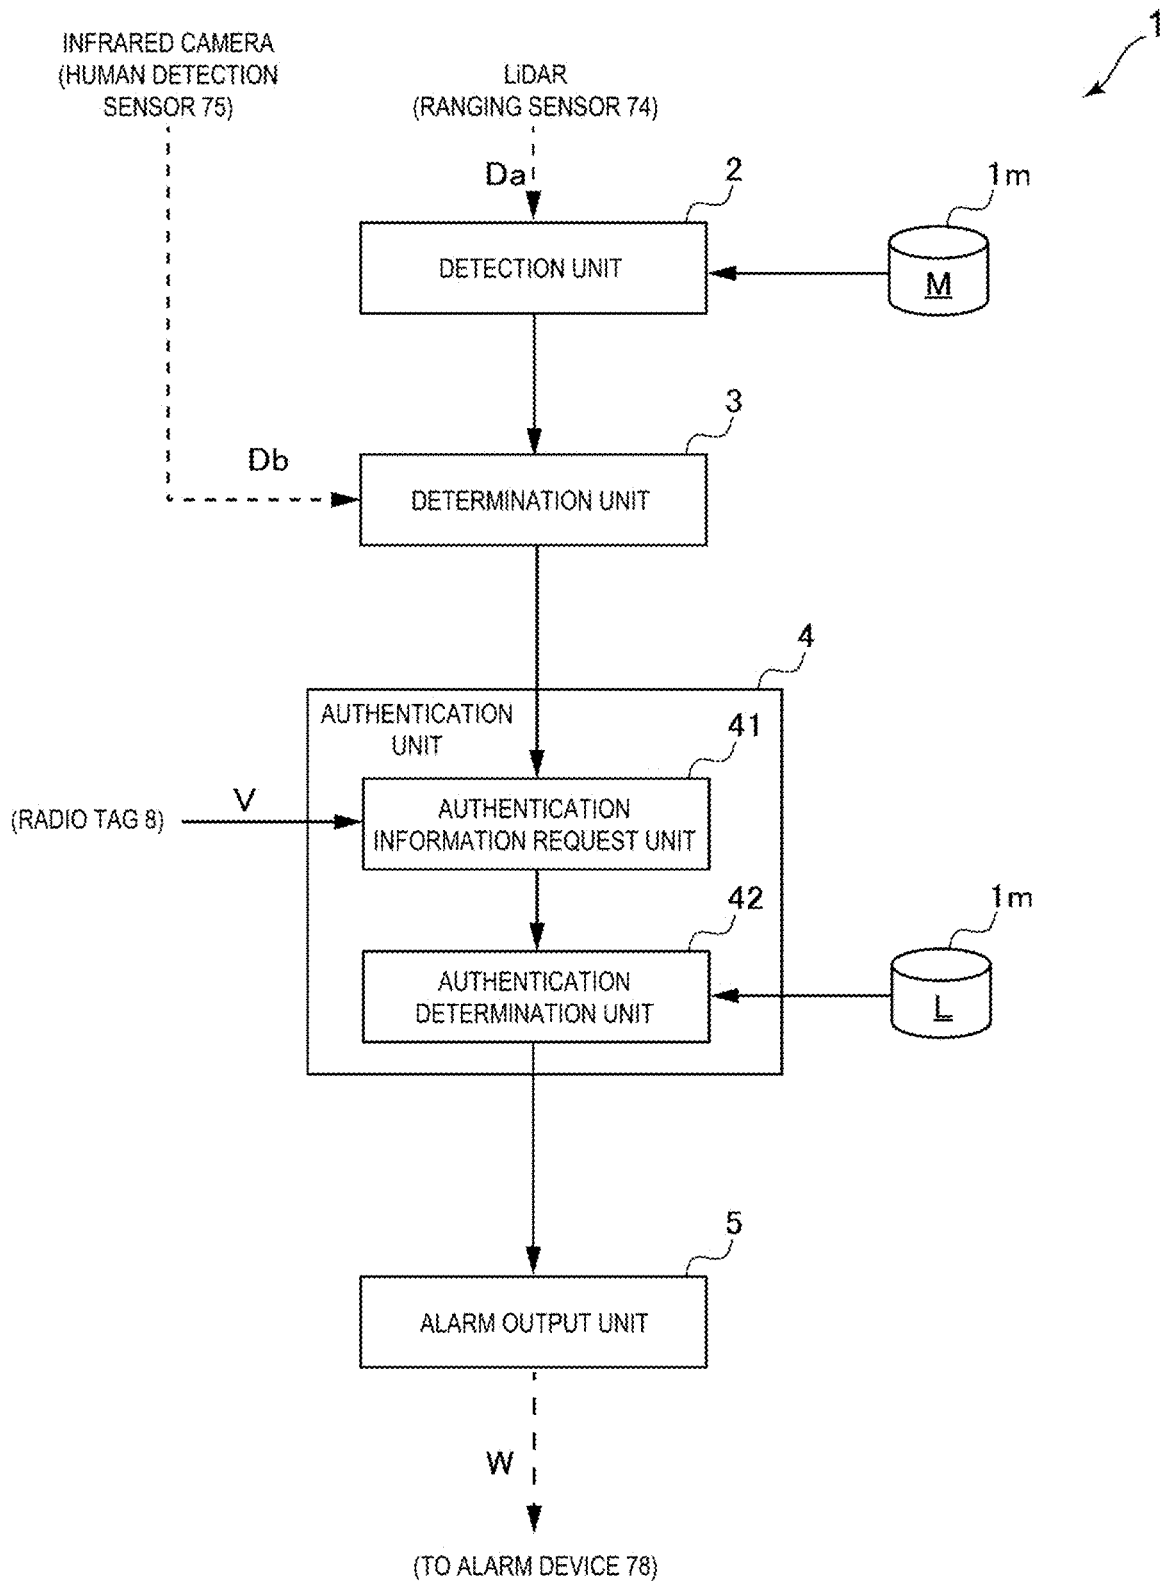 1
INFRARED CAMERA
(HUMAN DETECTION
SENSOR 75)
LiDAR
(RANGING SENSOR 74)
Da
2
1m
DETECTION UNIT
M
3
Db
DETERMINATION UNIT
4
AUTHENTICATION
UNIT
41
(RADIO TAG 8)
V
AUTHENTICATION
INFORMATION REQUEST UNIT
42
1m
AUTHENTICATION
DETERMINATION UNIT
L
5
ALARM OUTPUT UNIT
W
(TO ALARM DEVICE 78)